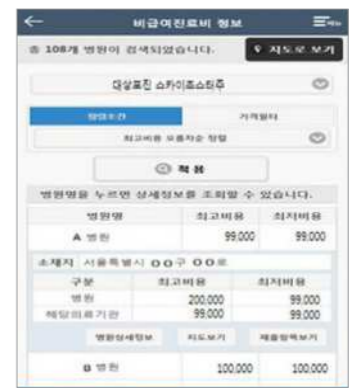 비급여진료비 정보
메뉴
총 108개 병원이 검색되었습니다.
지도로 보기
대상포진 스카이조스터주
정렬조건
가격필터
최고비용 오름차순 정렬
적용
병원명을 누르면 상세정보를 조회할 수 있습니다.
병원명 최고비용 최저비용
A 병원 99,000 99,000
소재지 서울특별시 OO구 OO로
구분 최고비용 최저비용
병원 200,000 99,000
해당의료기관 99,000 99,000
병원상세정보 지도보기 제출항목보기
B 병원 100,000 100,000